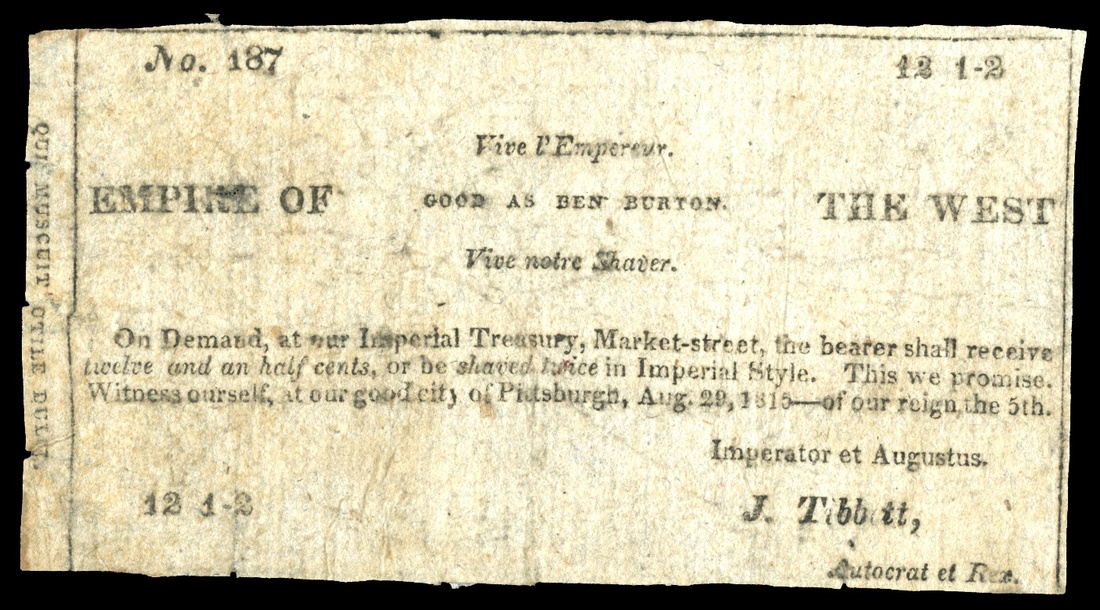 No. 187
12 1-2
Vive l'Empereur.
EMPIRE OF
GOOD AS BEN BURTON.
THE WEST
Vive notre Shaver.
On Demand, at our Imperial Treasury, Market-street, the bearer shall receive
twelve and an half cents, or be shaved twice in Imperial Style. This we promise.
Witness ourself, at our good city of Pittsburgh, Aug. 29, 1815—of our reign the 5th.
Imperator et Augustus.
12 1-2
J. Tibbett,
Autocrat et Rex.
QUI MUSCUIT UTILE DULCI.